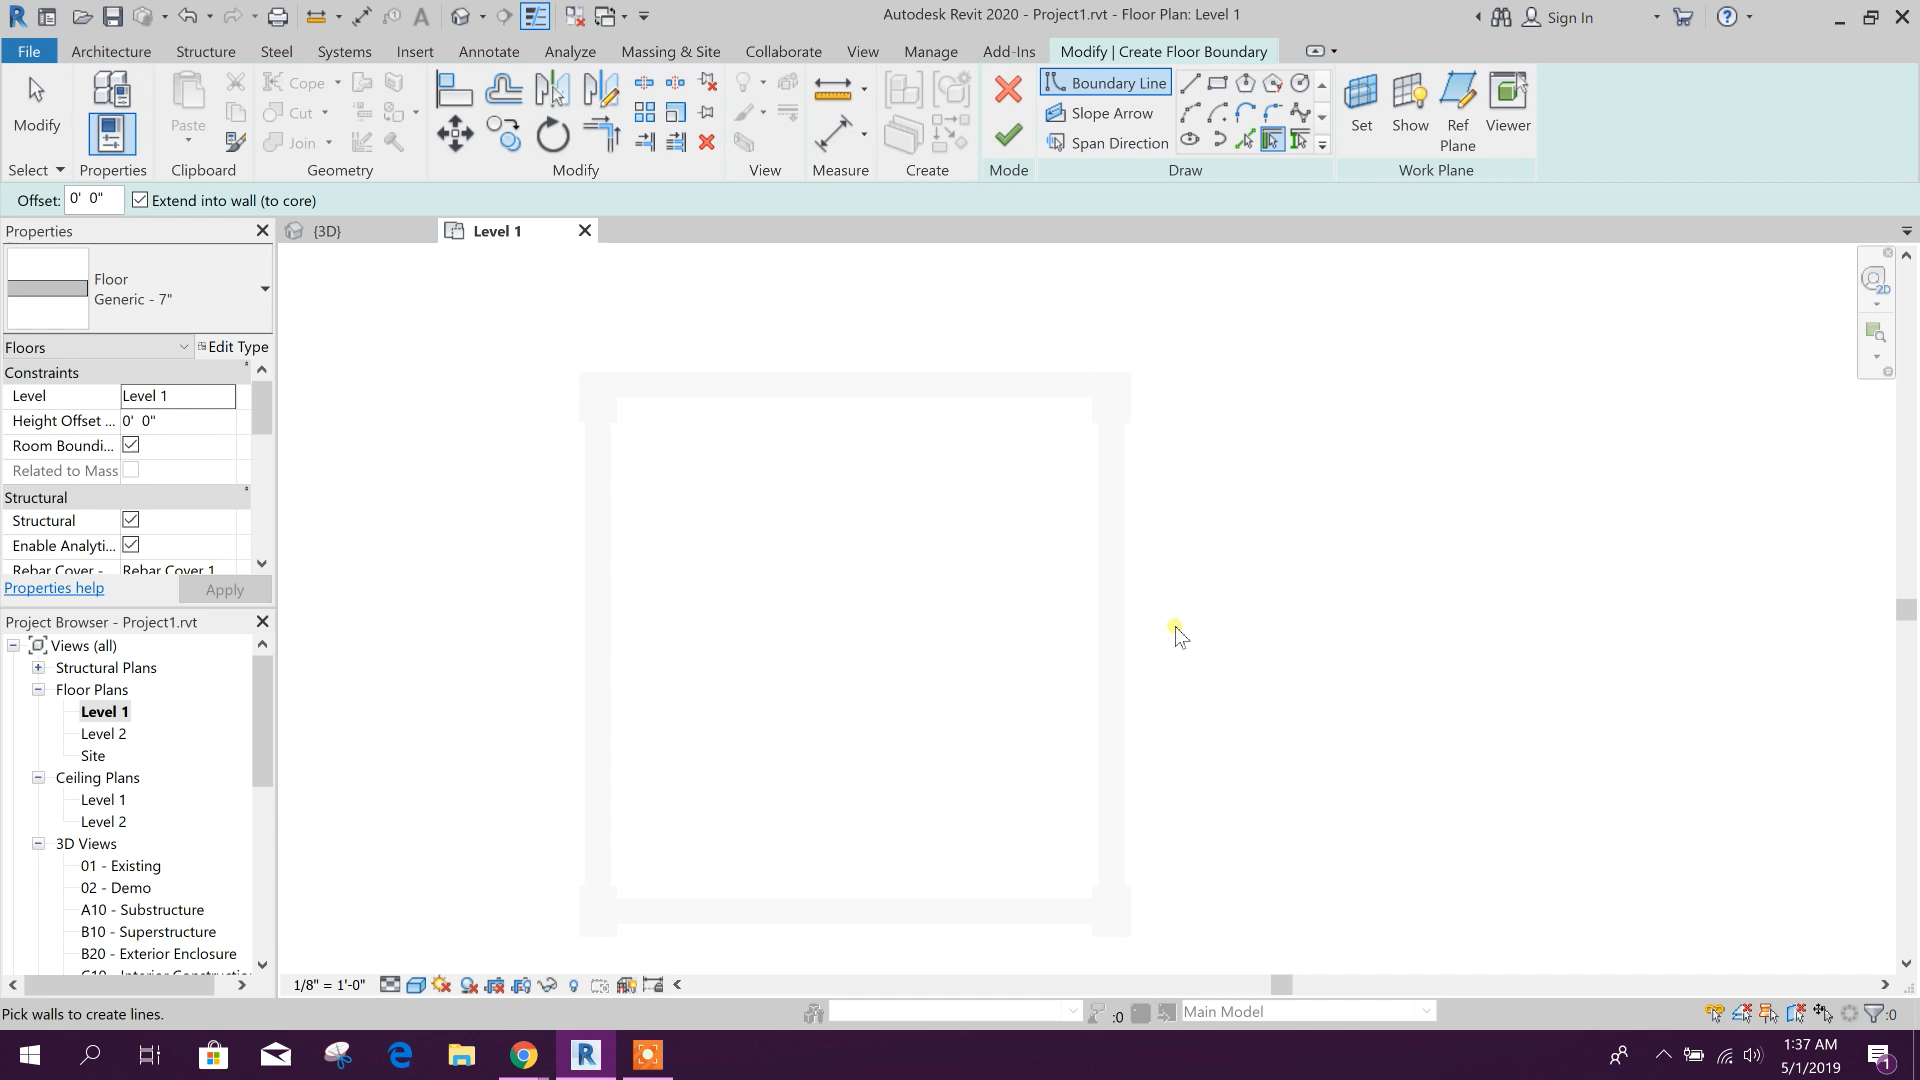 Autodesk Revit 2020 - Project1.rvt - Floor Plan: Level 1
Sign In
File
Architecture
Structure
Steel
Systems
Insert
Annotate
Analyze
Massing & Site
Collaborate
View
Manage
Add-Ins
Modify | Create Floor Boundary
Modify
Paste
Cope
Cut
Join
Boundary Line
Slope Arrow
Span Direction
Set
Show
Ref
Plane
Viewer
Select
Properties
Clipboard
Geometry
Modify
View
Measure
Create
Mode
Draw
Work Plane
Offset: 0' 0"
Extend into wall (to core)
Properties
{3D}
Level 1
Floor
Generic - 7"
Floors
Edit Type
Constraints
Level
Level 1
Height Offset ...
0' 0"
Room Boundi...
Related to Mass
Structural
Structural
Enable Analyti...
Rebar Cover -
Rebar Cover 1
Properties help
Apply
Project Browser - Project1.rvt
Views (all)
Structural Plans
Floor Plans
Level 1
Level 2
Site
Ceiling Plans
Level 1
Level 2
3D Views
01 - Existing
02 - Demo
A10 - Substructure
B10 - Superstructure
B20 - Exterior Enclosure
2D
1/8" = 1'-0"
Pick walls to create lines.
:0
Main Model
:0
1:37 AM
5/1/2019
1